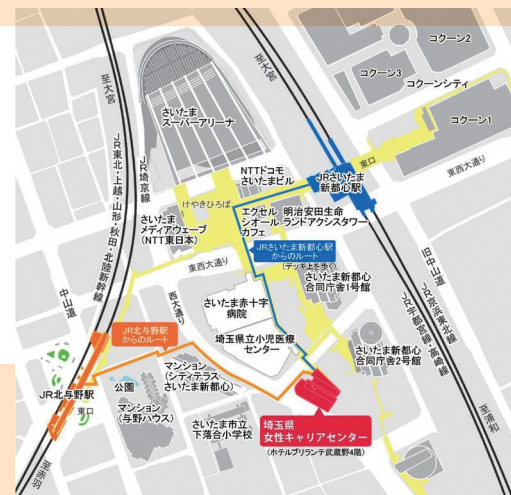 コクーン2
コクーン3
コクーンシティ
コクーン1
至大宮
至大宮
さいたま
スーパーアリーナ
JR東北・上越・山形・秋田・北陸新幹線
JR埼京線
NTTドコモ
さいたまビル
東口
JRさいたま
新都心駅
東西大通り
けやきひろば
さいたま
メディアウェーブ
(NTT東日本)
エクセル
シオール
カフェ
明治安田生命
ランドアクシスタワー
JRさいたま新都心駅
からのルート
(デッキ上を歩く)
東西大通り
さいたま新都心
合同庁舎1号館
旧中山道
中山道
西大通り
さいたま赤十字
病院
JR京浜東北線
JR宇都宮線・高崎線
JR北与野駅
からのルート
埼玉県立小児医療
センター
さいたま新都心
合同庁舎2号館
マンション
(シティテラス
さいたま新都心)
JR北与野駅
公園
東口
マンション
(与野ハウス)
さいたま市立
下落合小学校
埼玉県
女性キャリアセンター
(ホテルブリランテ武蔵野4階)
至浦和
至赤羽